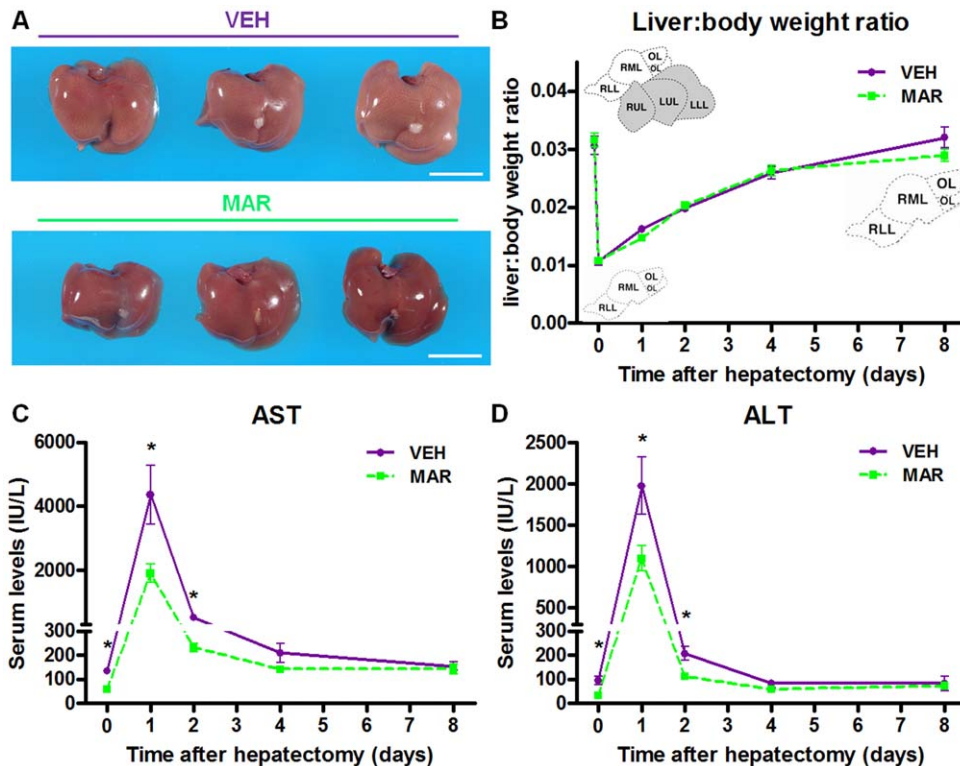 A
VEH
MAR
B
Liver:body weight ratio
liver:body weight ratio
0.04
0.03
0.02
0.01
0.00
VEH
MAR
RML
OL
OL
RLL
RUL
LUL
LLL
RML
OL
OL
RLL
RML
OL
OL
RLL
0 1 2 3 4 5 6 7 8
Time after hepatectomy (days)
C
AST
Serum levels (IU/L)
6000
4000
2000
300
200
100
0
VEH
MAR
*
*
*
0 1 2 3 4 5 6 7 8
Time after hepatectomy (days)
D
ALT
Serum levels (IU/L)
2500
2000
1500
1000
500
300
200
100
0
VEH
MAR
*
*
*
0 1 2 3 4 5 6 7 8
Time after hepatectomy (days)